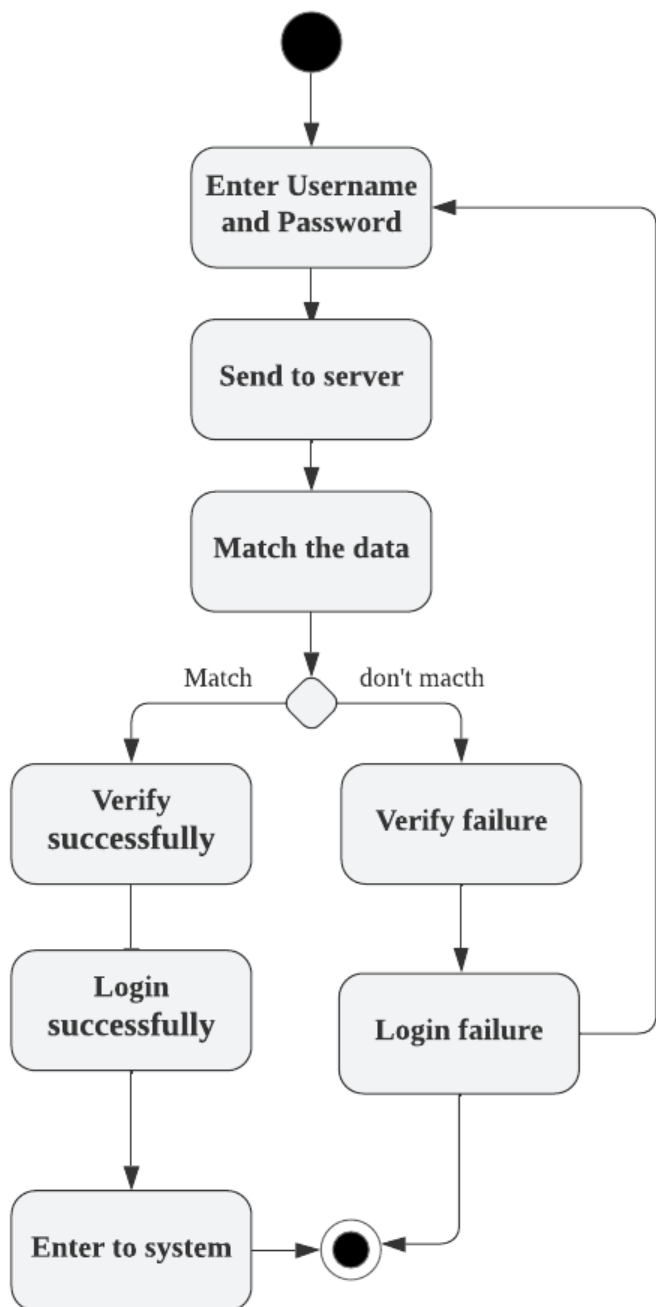 Enter Username
and Password
Send to server
Match the data
Match
don't macth
Verify
successfully
Verify failure
Login
successfully
Login failure
Enter to system